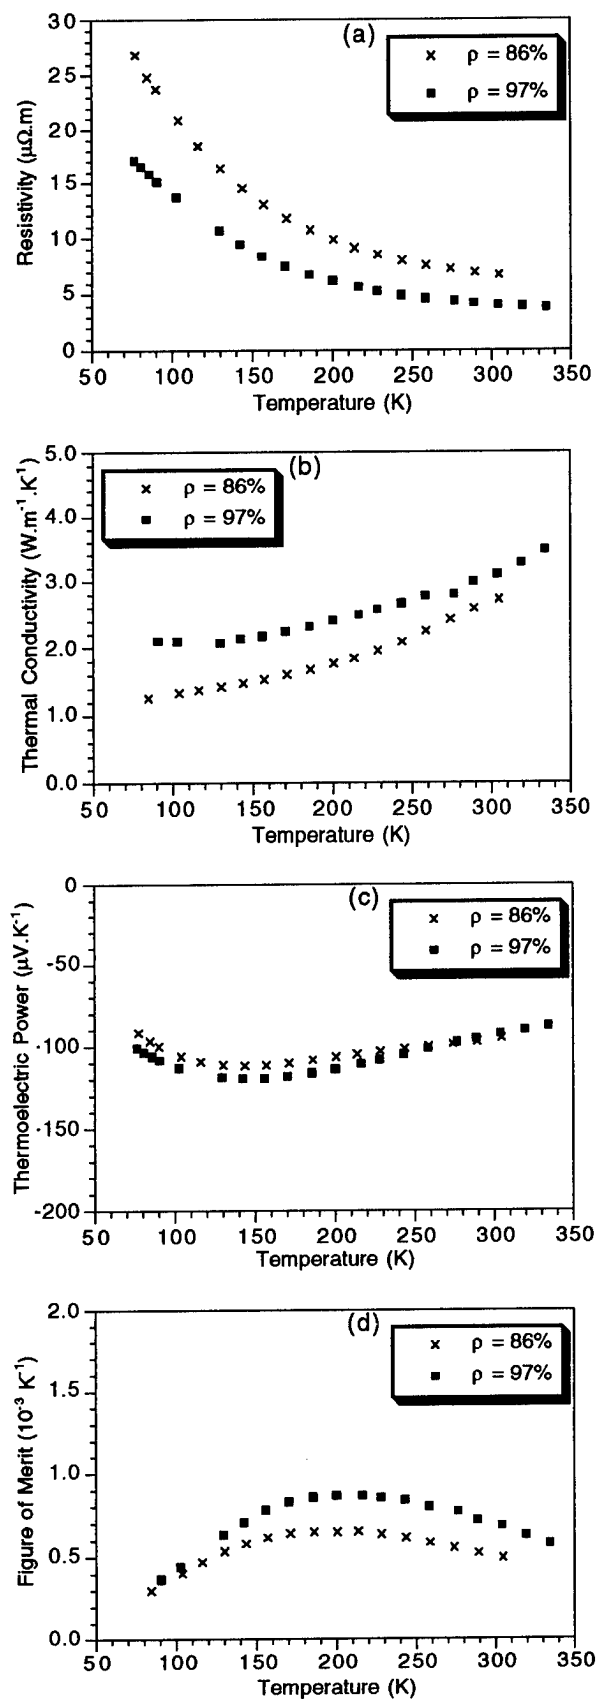 (a)
ρ = 86%
ρ = 97%
Resistivity (μΩ.m)
30
25
20
15
10
5
0
50 100 150 200 250 300 350
Temperature (K)
(b)
ρ = 86%
ρ = 97%
Thermal Conductivity (W.m⁻¹.K⁻¹)
5.0
4.0
3.0
2.0
1.0
0.0
50 100 150 200 250 300 350
Temperature (K)
(c)
ρ = 86%
ρ = 97%
Thermoelectric Power (μV.K⁻¹)
0
-50
-100
-150
-200
50 100 150 200 250 300 350
Temperature (K)
(d)
ρ = 86%
ρ = 97%
Figure of Merit (10⁻³ K⁻¹)
2.0
1.5
1.0
0.5
0.0
50 100 150 200 250 300 350
Temperature (K)